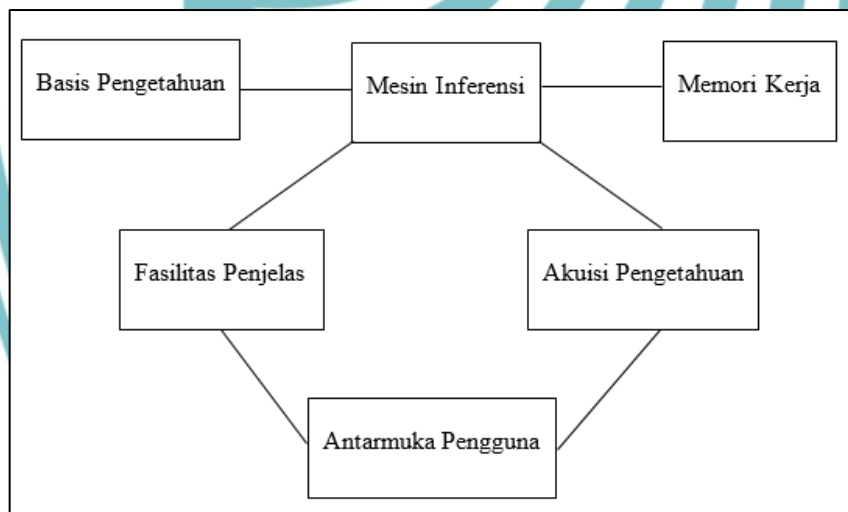 Basis Pengetahuan
Mesin Inferensi
Memori Kerja
Fasilitas Penjelas
Akuisi Pengetahuan
Antarmuka Pengguna